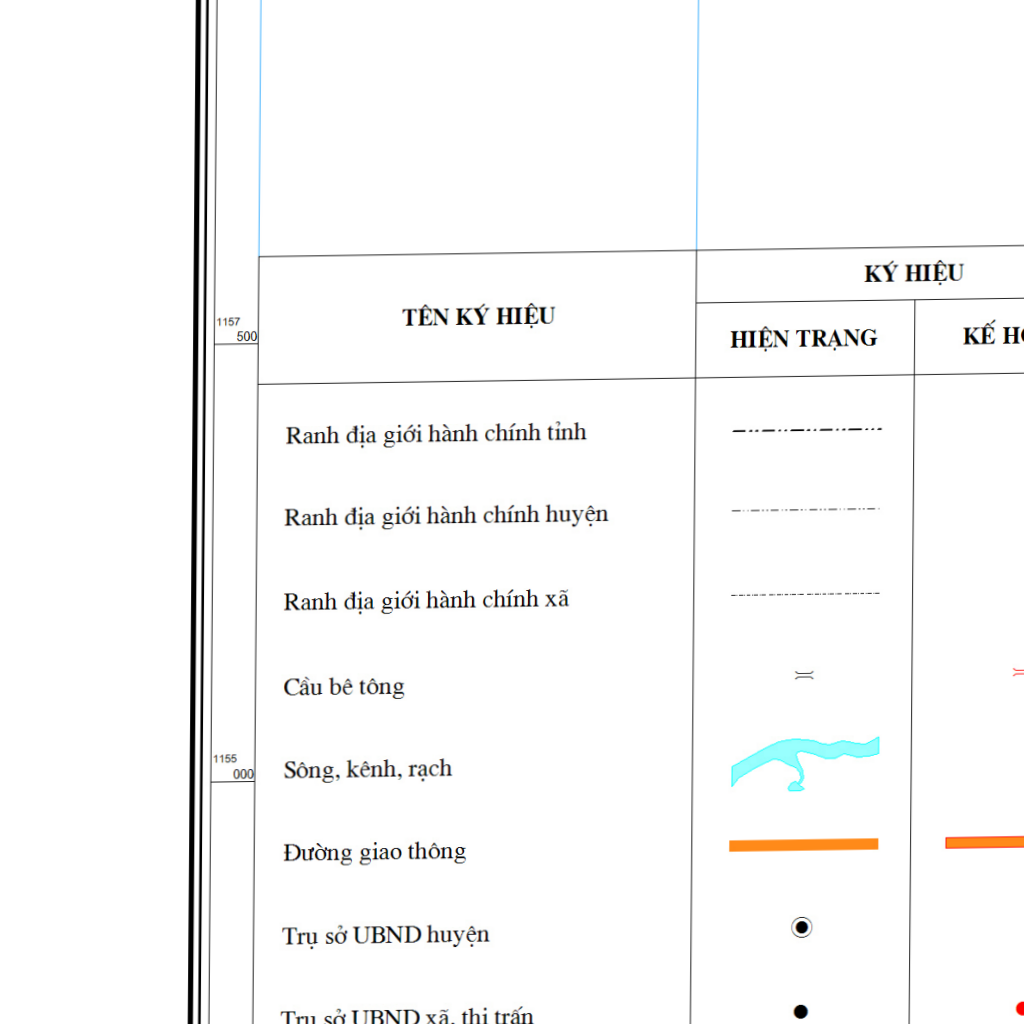 KÝ HIỆU
TÊN KÝ HIỆU
1157
500
HIỆN TRẠNG
KẾ
Ranh địa giới hành chính tỉnh
Ranh địa giới hành chính huyện
Ranh địa giới hành chính xã
Cầu bê tông
1155
000
Sông, kênh, rạch
Đường giao thông
Trụ sở UBND huyện
Trụ sở UBND xã, thị trấn